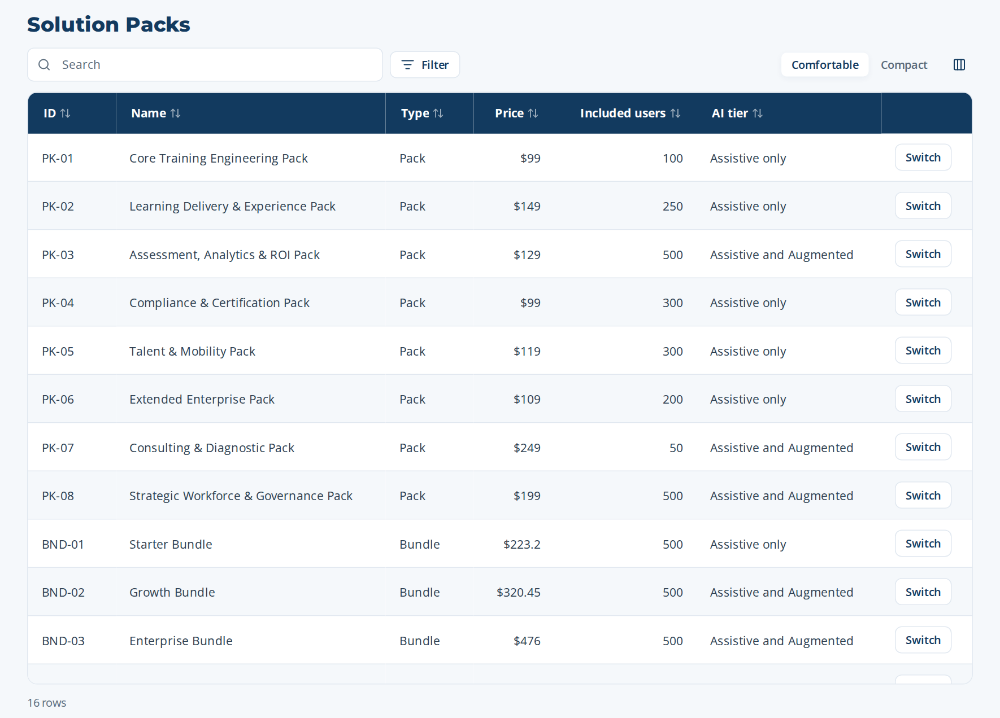 Solution Packs
Search
Filter
Comfortable
Compact
ID Name Type Price Included users AI tier
PK-01 Core Training Engineering Pack Pack $99 100 Assistive only Switch
PK-02 Learning Delivery & Experience Pack Pack $149 250 Assistive only Switch
PK-03 Assessment, Analytics & ROI Pack Pack $129 500 Assistive and Augmented Switch
PK-04 Compliance & Certification Pack Pack $99 300 Assistive only Switch
PK-05 Talent & Mobility Pack Pack $119 300 Assistive only Switch
PK-06 Extended Enterprise Pack Pack $109 200 Assistive only Switch
PK-07 Consulting & Diagnostic Pack Pack $249 50 Assistive and Augmented Switch
PK-08 Strategic Workforce & Governance Pack Pack $199 500 Assistive and Augmented Switch
BND-01 Starter Bundle Bundle $223.2 500 Assistive only Switch
BND-02 Growth Bundle Bundle $320.45 500 Assistive and Augmented Switch
BND-03 Enterprise Bundle Bundle $476 500 Assistive and Augmented Switch
16 rows